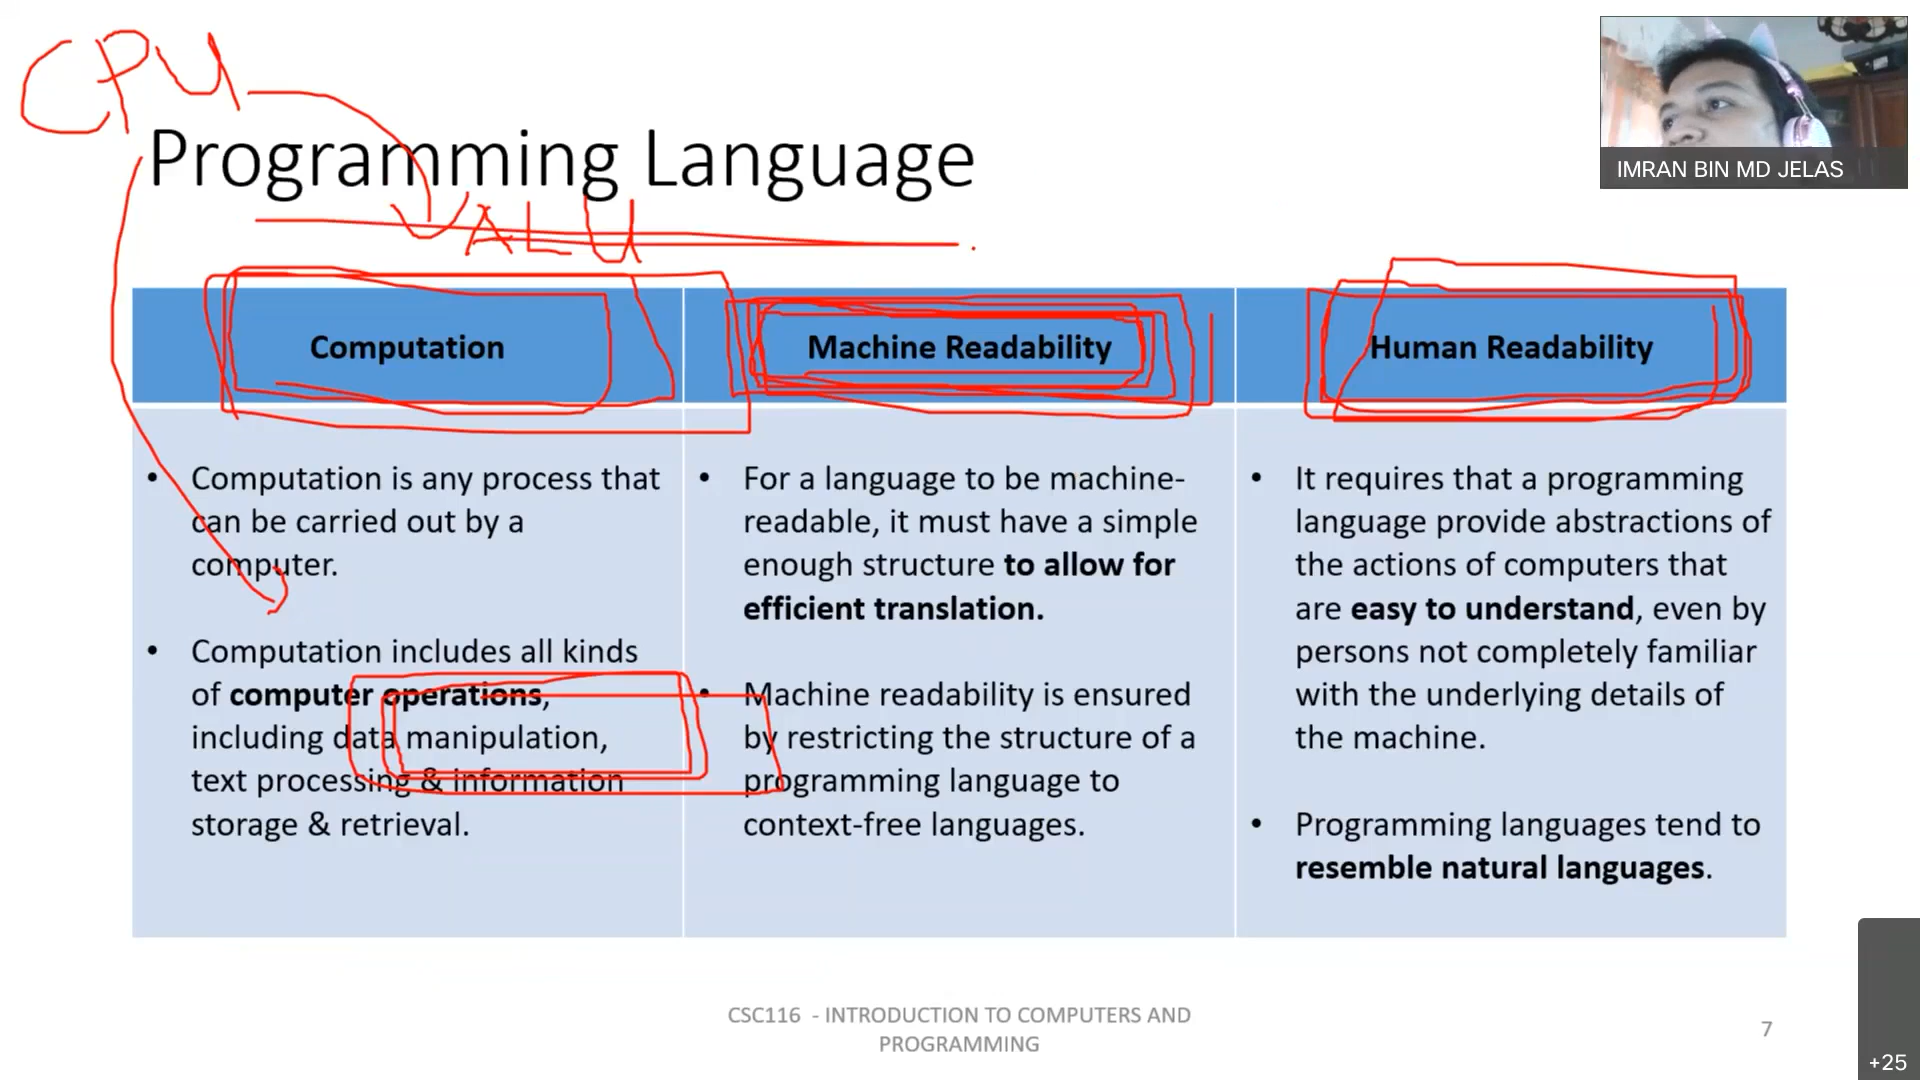 CPU
IMRAN BIN MD JELAS
Programming Language
ALU
Computation
Machine Readability
Human Readability
• Computation is any process that
can be carried out by a
computer.
• Computation includes all kinds
of computer operations,
including data manipulation,
text processing & information
storage & retrieval.
• For a language to be machine-
readable, it must have a simple
enough structure to allow for
efficient translation.
• Machine readability is ensured
by restricting the structure of a
programming language to
context-free languages.
• It requires that a programming
language provide abstractions of
the actions of computers that
are easy to understand, even by
persons not completely familiar
with the underlying details of
the machine.
• Programming languages tend to
resemble natural languages.
CSC116 - INTRODUCTION TO COMPUTERS AND
PROGRAMMING
7
+25